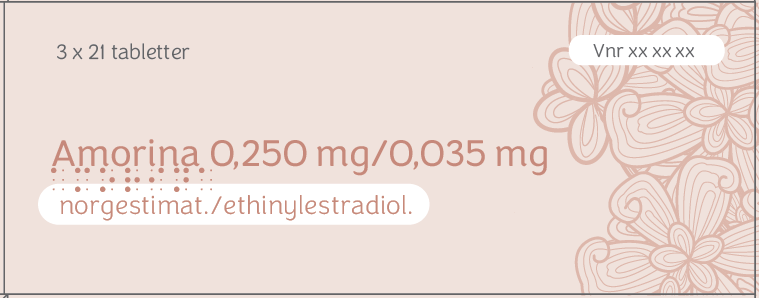 3 x 21 tabletter
Vnr xx xx xx
Amorina 0,250 mg/0,035 mg
norgestimat./ethinylestradiol.